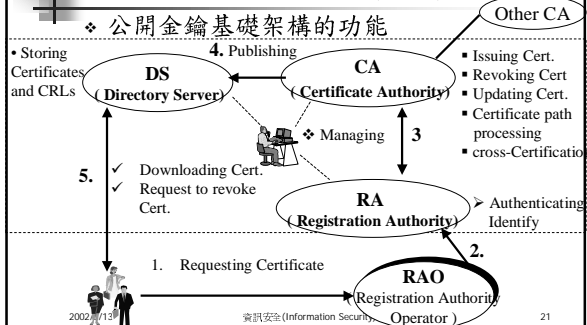 ❖ 公開金鑰基礎架構的功能
Other CA
• Storing
Certificates
and CRLs
4. Publishing
DS
( Directory Server)
CA
( Certificate Authority)
▪ Issuing Cert.
▪ Revoking Cert
▪ Updating Cert.
▪ Certificate path
processing
▪ cross-Certificatio
❖ Managing
3
5.
✓ Downloading Cert.
✓ Request to revoke
Cert.
RA
( Registration Authority)
➢ Authenticating
Identify
2.
1. Requesting Certificate
RAO
(Registration Authority
Operator )
2002/ /13
資訊安全(Information Security
21